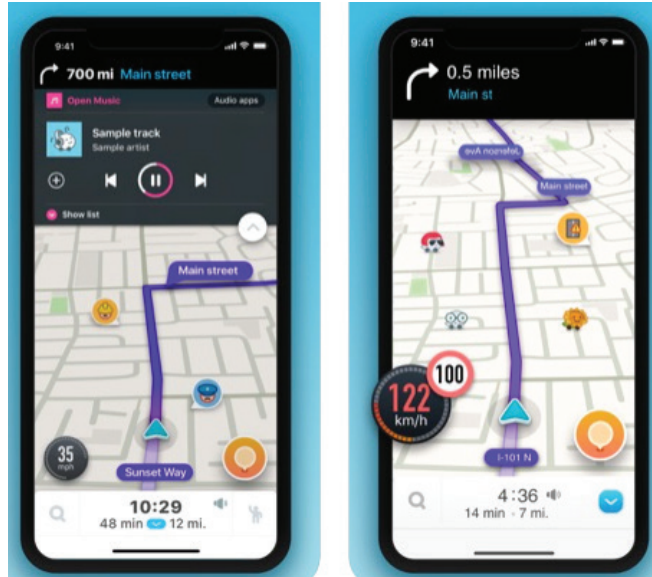 9:41
700 mi Main street
Open Music Audio apps
Sample track
Sample artist
Show list
Main street
35
mph
Sunset Way
10:29
48 min 12 mi.
9:41
0.5 miles
Main st
Jefferson Ave
Main street
100
122
km/h
I-101 N
4:36
14 min · 7 mi.